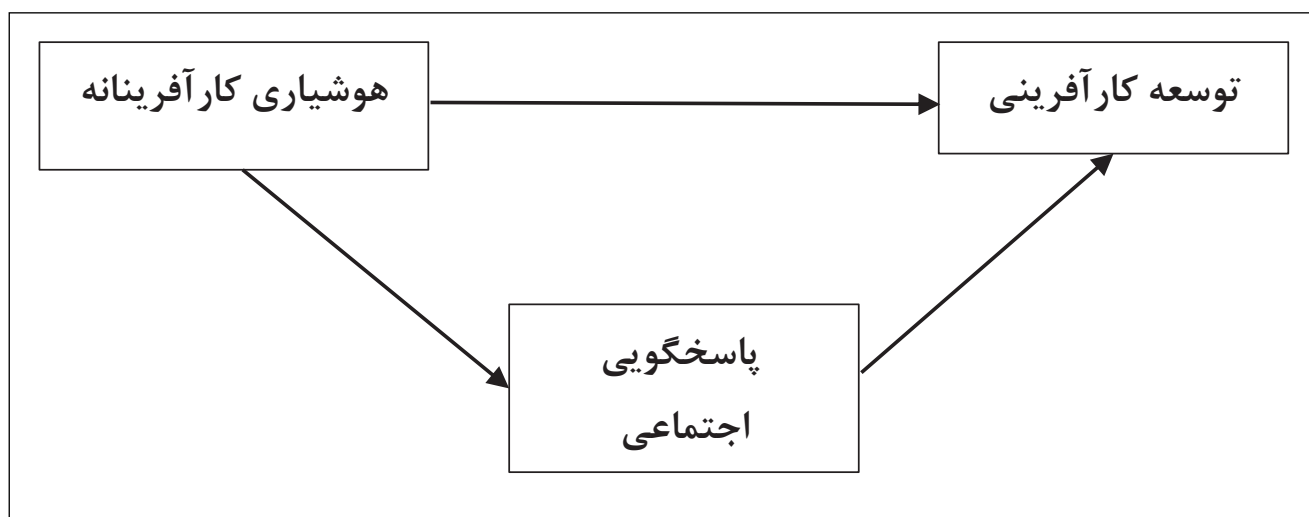 توسعه کارآفرینی
هوشیاری کارآفرینانه
پاسخگویی
اجتماعی